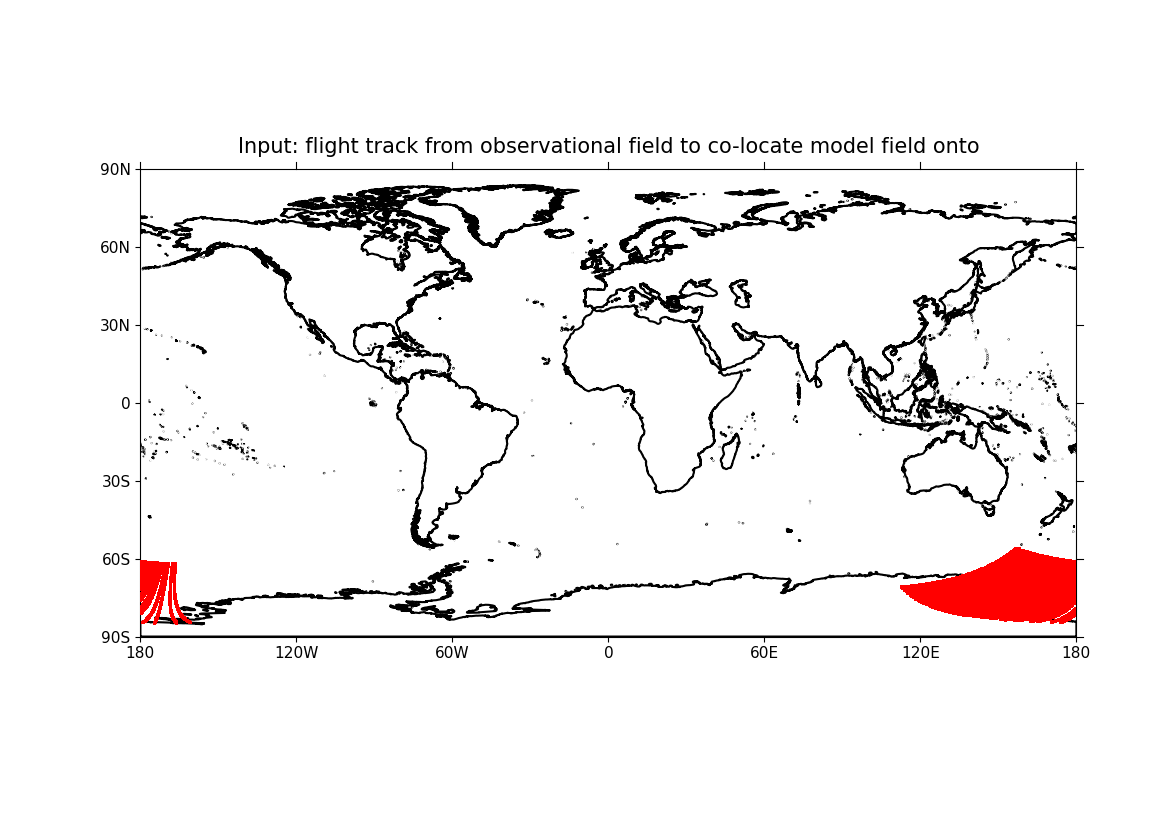 Input: flight track from observational field to co-locate model field onto
90N
60N
30N
0
30S
60S
90S
180 120W 60W 0 60E 120E 180